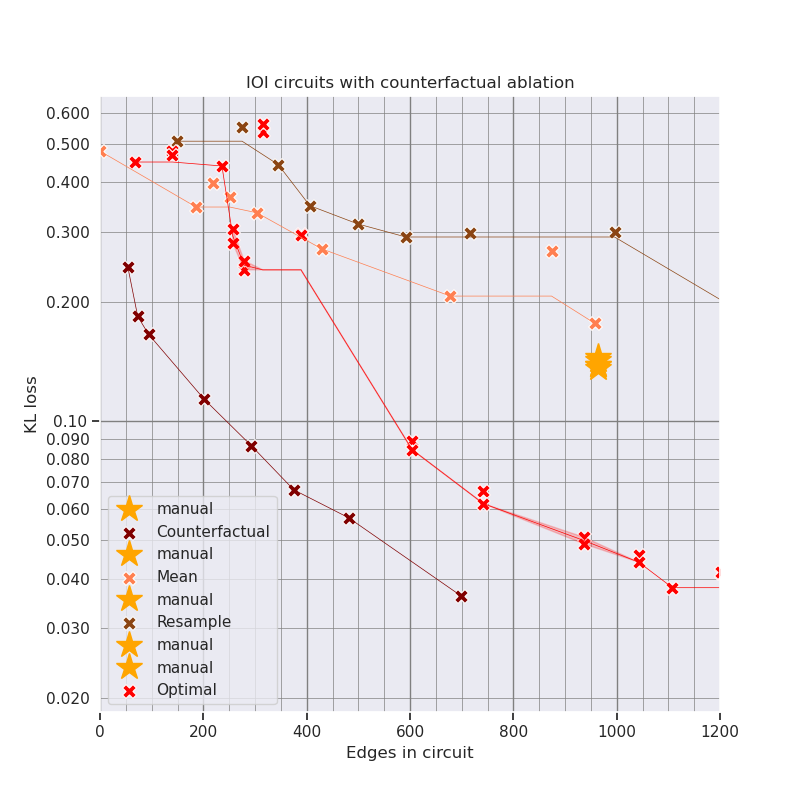 IOI circuits with counterfactual ablation
KL loss
0.600
0.500
0.400
0.300
0.200
0.10
0.090
0.080
0.070
0.060
0.050
0.040
0.030
0.020
manual
Counterfactual
manual
Mean
manual
Resample
manual
manual
Optimal
0 200 400 600 800 1000 1200
Edges in circuit